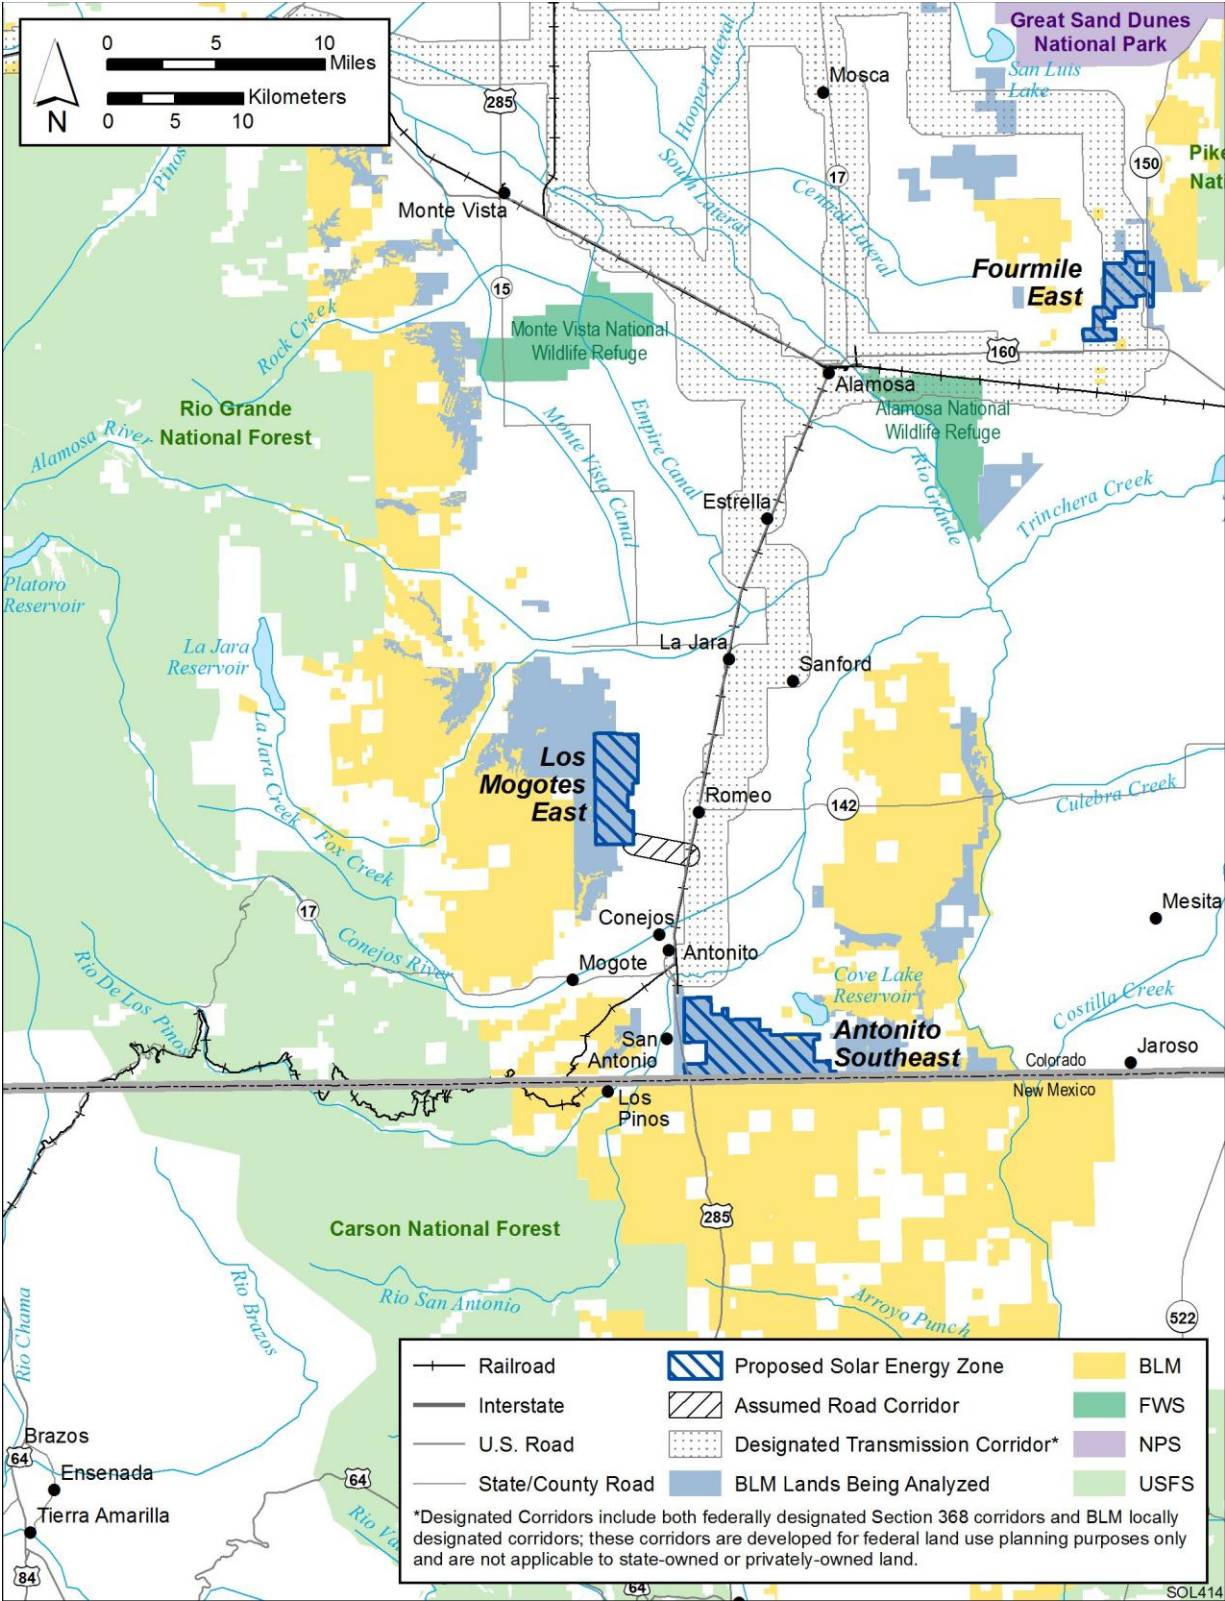 Great Sand Dunes
National Park
0 5 10
Miles
Kilometers
0 5 10
N
285
Mosca
San Luis
Lake
Hooper Lateral
Pinos
South Lateral
17
Central Lateral
150
Pike
Nat
Monte Vista
Fourmile
East
15
Rock Creek
Monte Vista National
Wildlife Refuge
160
Alamosa
Alamosa National
Wildlife Refuge
Rio Grande
National Forest
Alamosa River
Monte Vista Canal
Empire Canal
Rio Grande
Trinchera Creek
Estrella
Platoro
Reservoir
La Jara
Reservoir
La Jara
Sanford
La Jara Creek
Los
Mogotes
East
Romeo
142
Culebra Creek
Fox Creek
17
Conejos River
Conejos
Antonito
Mogote
Mesita
Rio De Los Pinos
Cove Lake
Reservoir
Costilla Creek
San
Antonio
Antonito
Southeast
Colorado
New Mexico
Jaroso
Los
Pinos
285
Carson National Forest
Rio San Antonio
Arroyo Punch
Rio Brazos
Rio Chama
522
Brazos
64
Ensenada
Tierra Amarilla
64
Rio Va
84
64
Railroad
Interstate
U.S. Road
State/County Road
Proposed Solar Energy Zone
Assumed Road Corridor
Designated Transmission Corridor*
BLM Lands Being Analyzed
BLM
FWS
NPS
USFS
*Designated Corridors include both federally designated Section 368 corridors and BLM locally
designated corridors; these corridors are developed for federal land use planning purposes only
and are not applicable to state-owned or privately-owned land.
SOL414